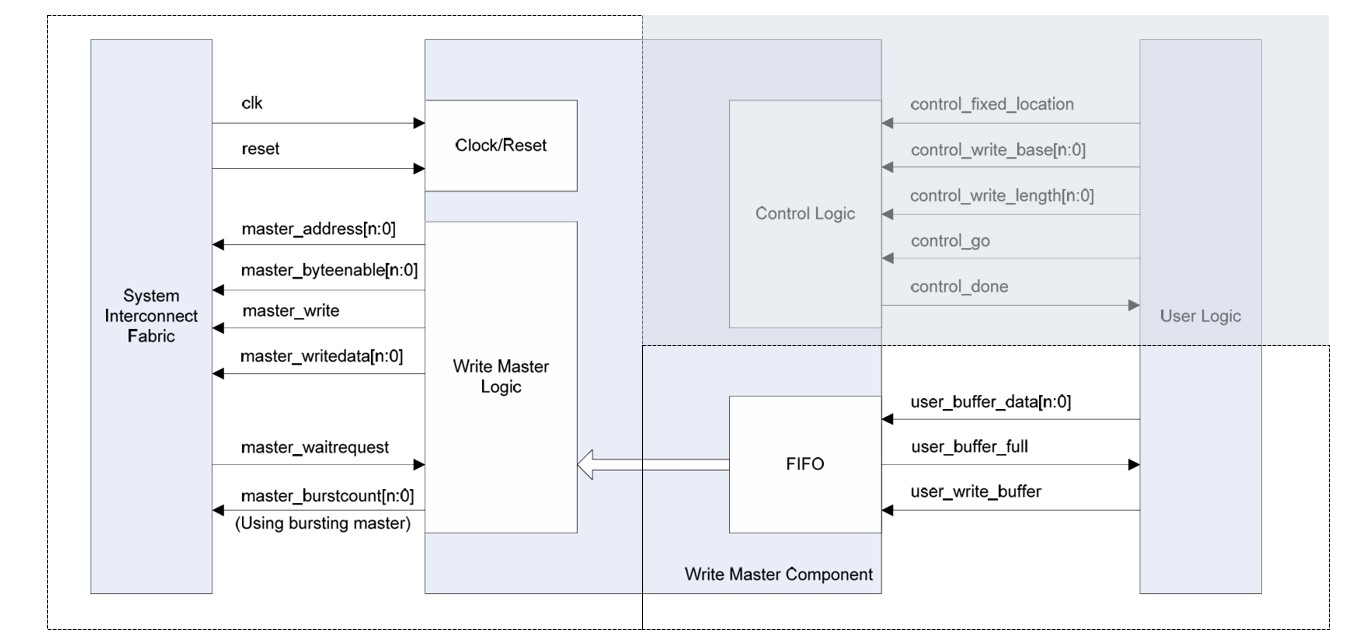 clk
reset
Clock/Reset
master_address[n:0]
master_byteenable[n:0]
master_write
master_writedata[n:0]
System
Interconnect
Fabric
Write Master
Logic
master_waitrequest
master_burstcount[n:0]
(Using bursting master)
control_fixed_location
control_write_base[n:0]
control_write_length[n:0]
control_go
control_done
Control Logic
User Logic
user_buffer_data[n:0]
user_buffer_full
user_write_buffer
FIFO
Write Master Component